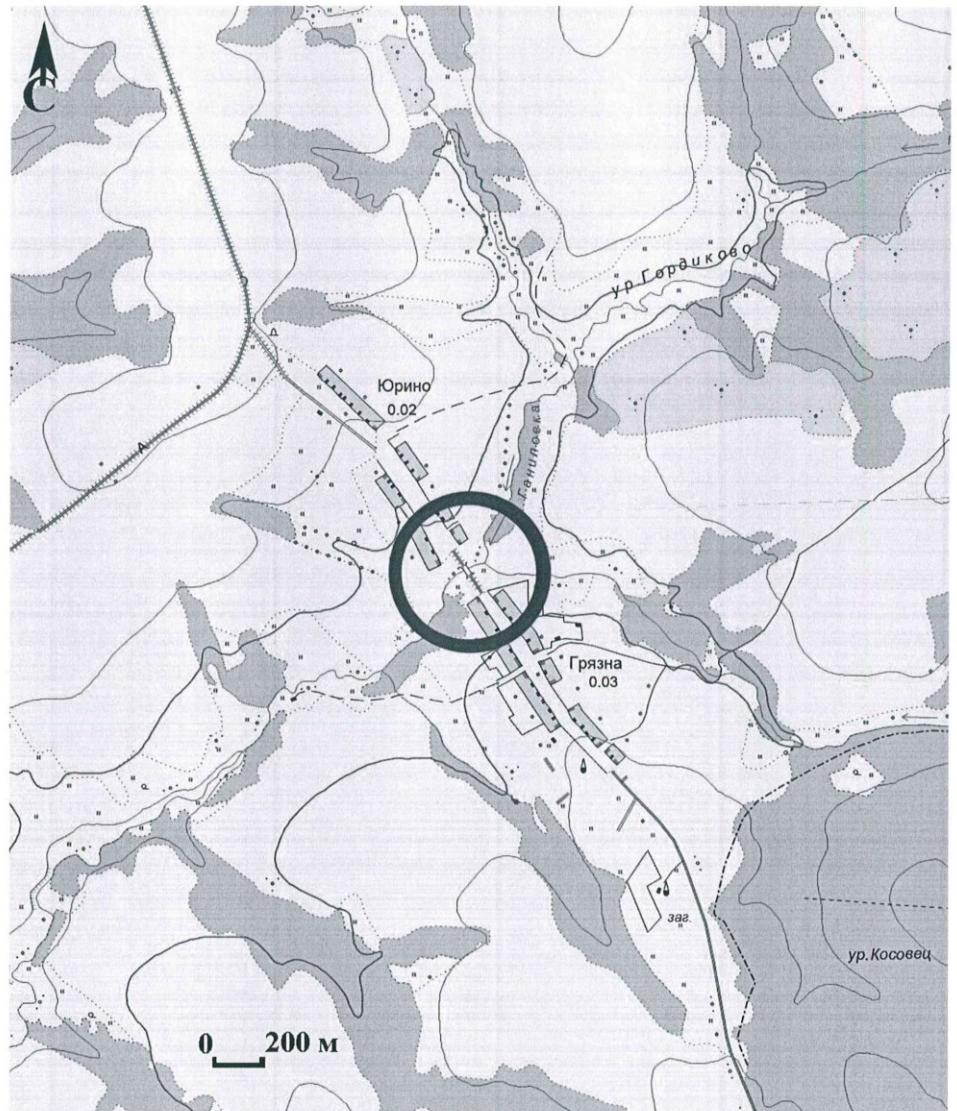 С
ур.Гордиково
Юрино
0.02
Ганиловка
Грязна
0.03
заг.
ур.Косовец
0 200 м